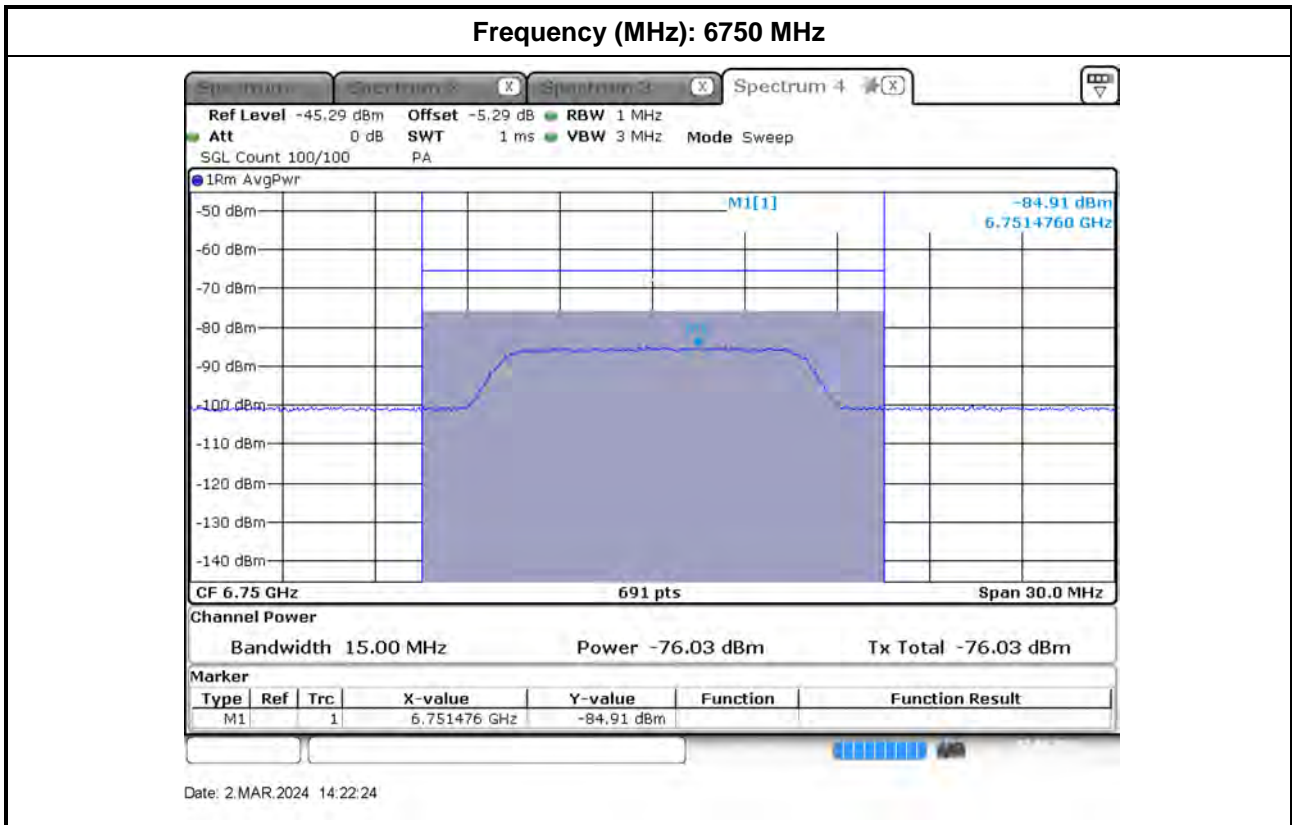 Frequency (MHz): 6750 MHz
Spectrum 4
Ref Level -45.29 dBm Offset -5.29 dB RBW 1 MHz
Att 0 dB SWT 1 ms VBW 3 MHz Mode Sweep
SGL Count 100/100 PA
1Rm AvgPwr
M1[1] -84.91 dBm
6.7514760 GHz
-50 dBm
-60 dBm
-70 dBm
-80 dBm
-90 dBm
-100 dBm
-110 dBm
-120 dBm
-130 dBm
-140 dBm
CF 6.75 GHz 691 pts Span 30.0 MHz
Channel Power
Bandwidth 15.00 MHz Power -76.03 dBm Tx Total -76.03 dBm
Marker
Type Ref Trc X-value Y-value Function Function Result
M1 1 6.751476 GHz -84.91 dBm
Date: 2.MAR.2024 14:22:24